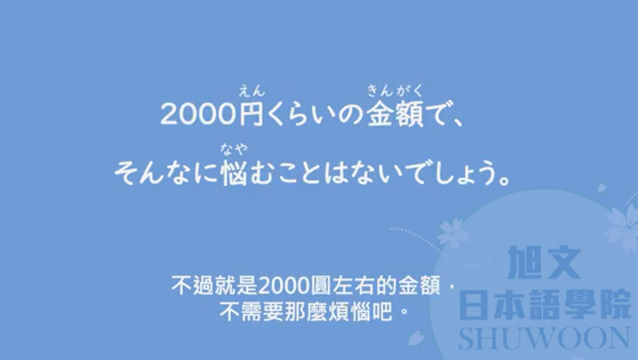 えん きんがく
2000円くらいの金額で、
なや
そんなに悩むことはないでしょう。
不過就是2000圓左右的金額，
不需要那麼煩惱吧。
旭文
日本語學院
SHUWOON